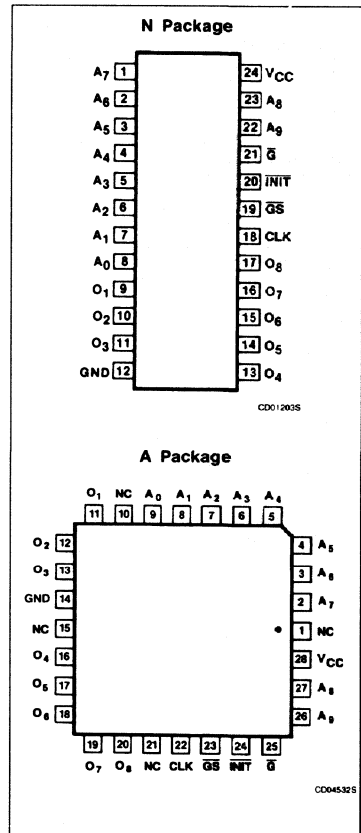 N Package
A7 1 24 VCC
A6 2 23 A8
A5 3 22 A9
A4 4 21 G̅
A3 5 20 I̅N̅I̅T̅
A2 6 19 G̅S̅
A1 7 18 CLK
A0 8 17 O8
O1 9 16 O7
O2 10 15 O6
O3 11 14 O5
GND 12 13 O4
CD01203S
A Package
O1 NC A0 A1 A2 A3 A4
11 10 9 8 7 6 5
O2 12 4 A5
O3 13 3 A6
GND 14 2 A7
NC 15 1 NC
O4 16 28 VCC
O5 17 27 A8
O6 18 26 A9
19 20 21 22 23 24 25
O7 O8 NC CLK G̅S̅ I̅N̅I̅T̅ G̅
CD04532S